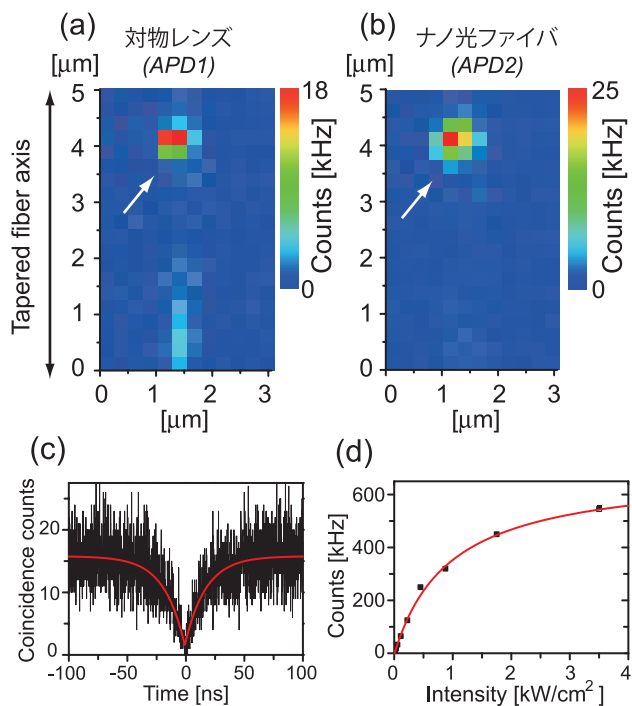 (a) 対物レンズ
(APD1)
[μm]
5
4
3
2
1
0
Tapered fiber axis
0 1 2 3
[μm]
18
0
Counts [kHz]
(b) ナノ光ファイバ
(APD2)
[μm]
5
4
3
2
1
0
0 1 2 3
[μm]
25
0
Counts [kHz]
(c)
Coincidence counts
20
15
10
5
0
-100 -50 0 50 100
Time [ns]
(d)
Counts [kHz]
600
400
200
0
0 1 2 3 4
Intensity [kW/cm²]